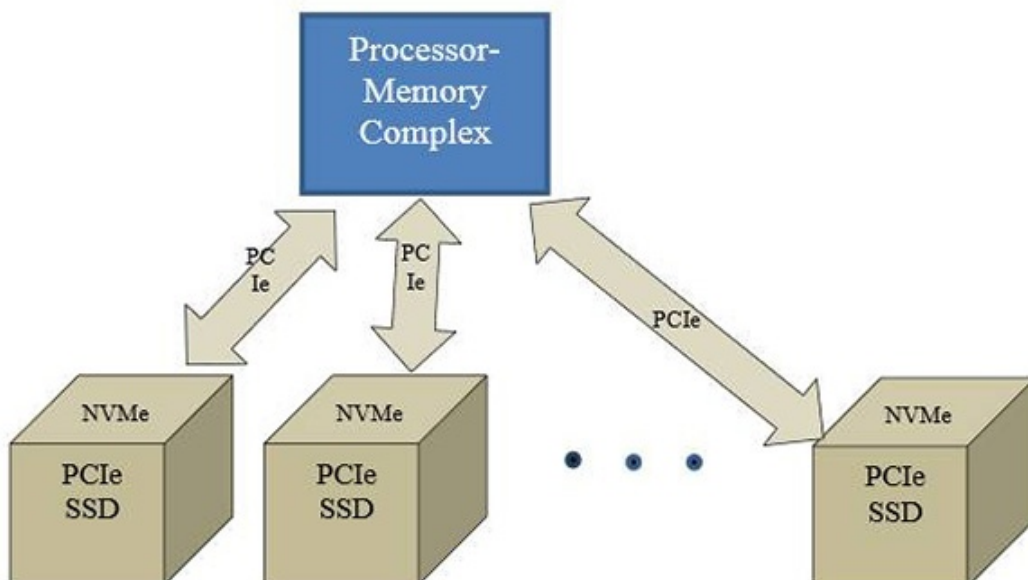 Processor-
Memory
Complex
PC
Ie
PC
Ie
PCIe
NVMe
PCIe
SSD
NVMe
PCIe
SSD
NVMe
PCIe
SSD